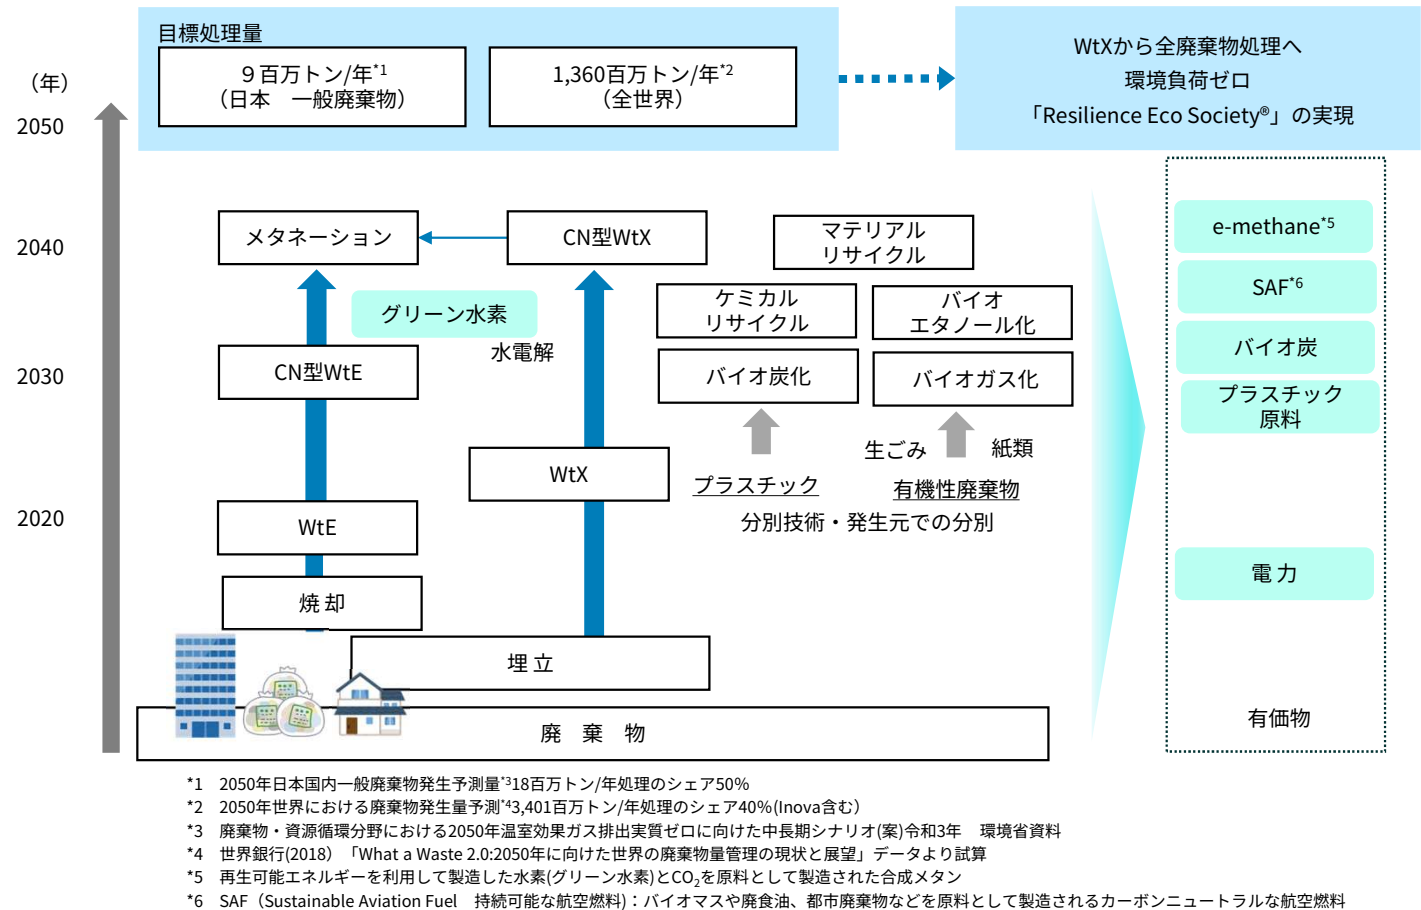 目標処理量
９百万トン/年*1
（日本　一般廃棄物）
1,360百万トン/年*2
（全世界）
WtXから全廃棄物処理へ
環境負荷ゼロ
「Resilience Eco Society®」の実現
（年）
2050
2040
2030
2020
メタネーション
CN型WtX
マテリアル
リサイクル
グリーン水素
水電解
ケミカル
リサイクル
バイオ
エタノール化
CN型WtE
バイオ炭化
バイオガス化
WtX
生ごみ
紙類
プラスチック
有機性廃棄物
分別技術・発生元での分別
WtE
焼 却
埋 立
廃　棄　物
e-methane*5
SAF*6
バイオ炭
プラスチック
原料
電 力
有価物
*1　2050年日本国内一般廃棄物発生予測量*318百万トン/年処理のシェア50%
*2　2050年世界における廃棄物発生量予測*43,401百万トン/年処理のシェア40%(Inova含む）
*3　廃棄物・資源循環分野における2050年温室効果ガス排出実質ゼロに向けた中長期シナリオ(案)令和3年　環境省資料
*4　世界銀行(2018)　「What a Waste 2.0:2050年に向けた世界の廃棄物量管理の現状と展望」データより試算
*5　再生可能エネルギーを利用して製造した水素(グリーン水素)とCO2を原料として製造された合成メタン
*6　SAF（Sustainable Aviation Fuel　持続可能な航空燃料)：バイオマスや廃食油、都市廃棄物などを原料として製造されるカーボンニュートラルな航空燃料